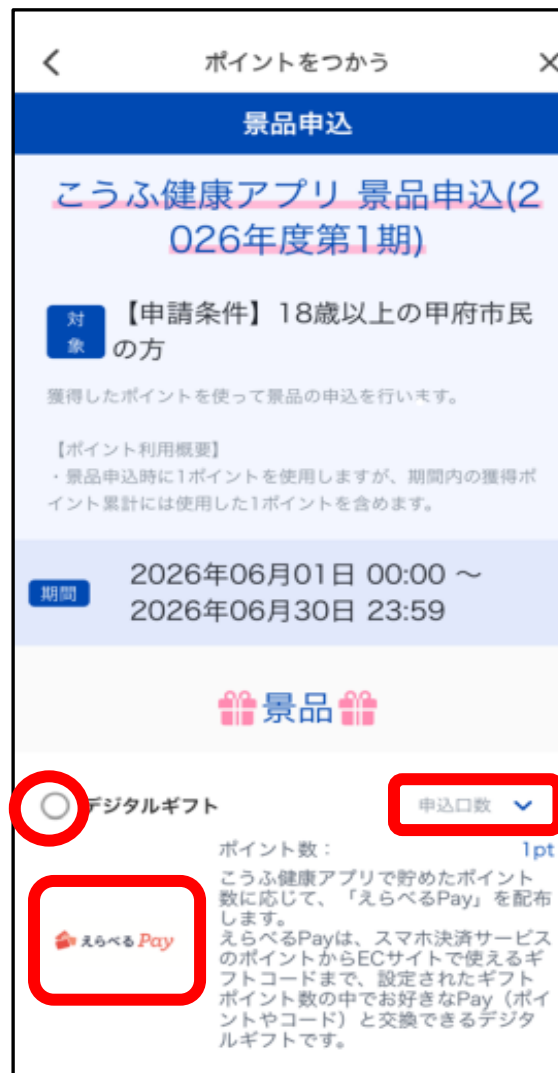 ポイントをつかう
景品申込
こうふ健康アプリ 景品申込(2
026年度第1期)
対象
【申請条件】18歳以上の甲府市民
の方
獲得したポイントを使って景品の申込を行います。
【ポイント利用概要】
・景品申込時に1ポイントを使用しますが、期間内の獲得ポ
イント累計には使用した1ポイントを含めます。
期間
2026年06月01日 00:00 〜
2026年06月30日 23:59
景品
デジタルギフト
申込口数
ポイント数：
1pt
こうふ健康アプリで貯めたポイント
数に応じて、「えらべるPay」を配布
します。
えらべるPayは、スマホ決済サービス
のポイントからECサイトで使えるギ
フトコードまで、設定されたギフト
ポイント数の中でお好きなPay（ポイ
ントやコード）と交換できるデジタ
ルギフトです。
えらべるPay